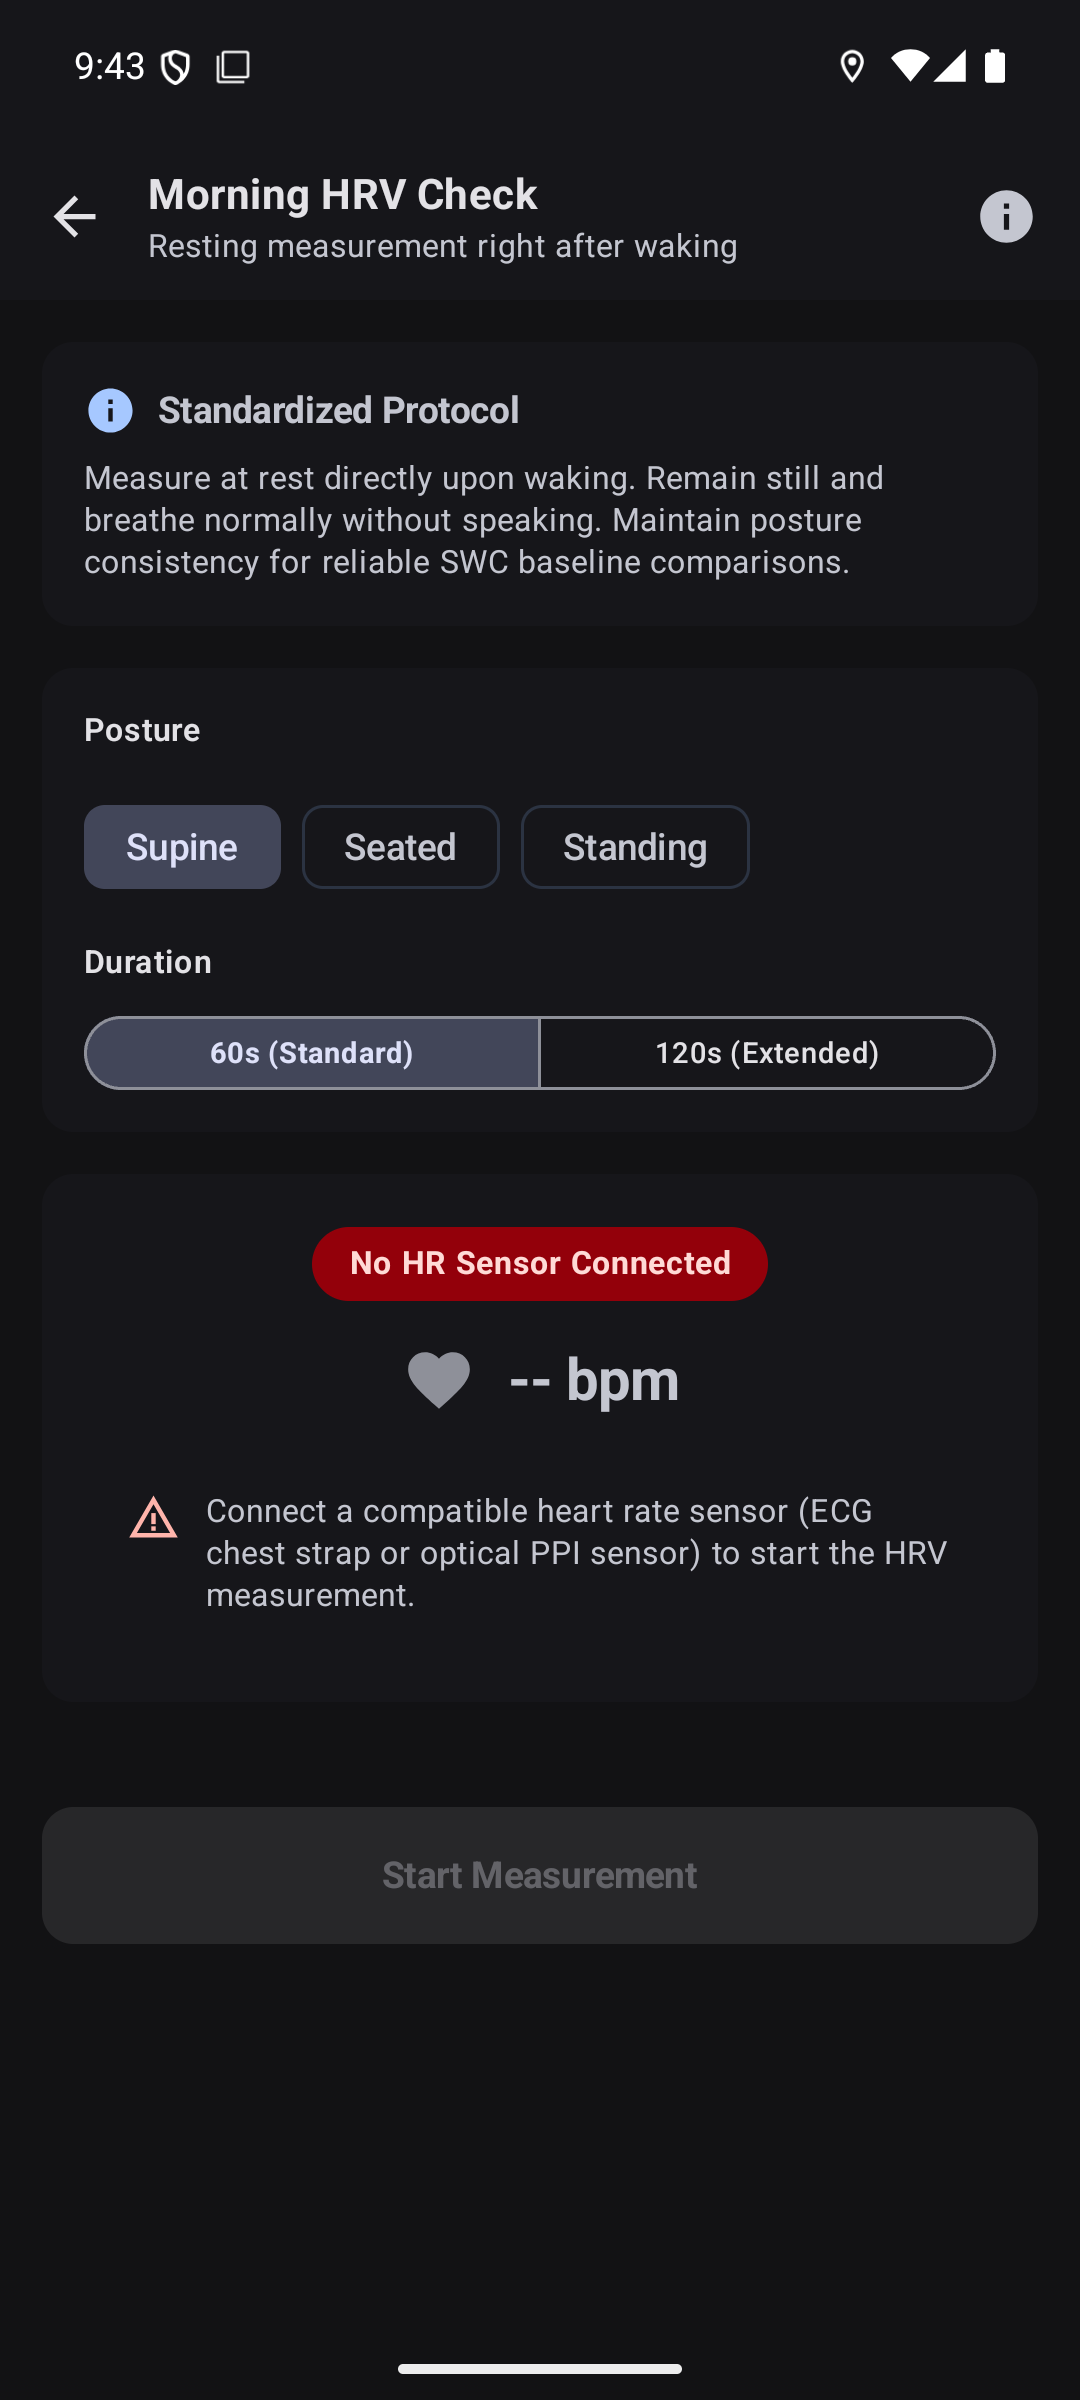 9:43
Morning HRV Check
Resting measurement right after waking
Standardized Protocol
Measure at rest directly upon waking. Remain still and
breathe normally without speaking. Maintain posture
consistency for reliable SWC baseline comparisons.
Posture
Supine
Seated
Standing
Duration
60s (Standard)
120s (Extended)
No HR Sensor Connected
-- bpm
Connect a compatible heart rate sensor (ECG
chest strap or optical PPI sensor) to start the HRV
measurement.
Start Measurement